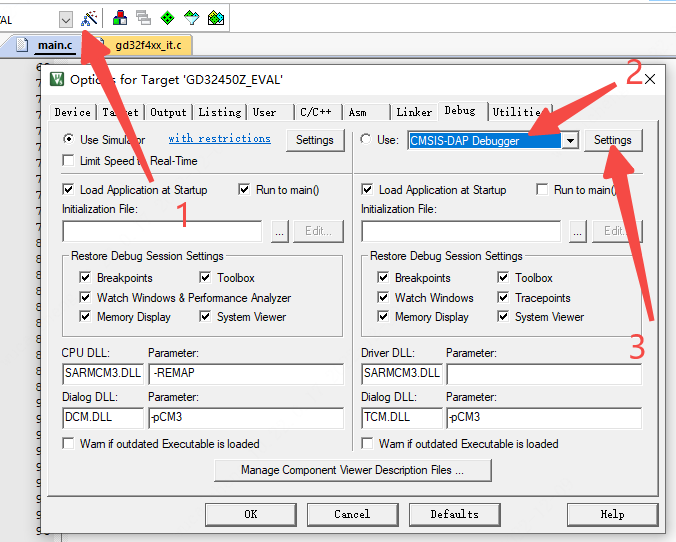 main.c gd32f4xx_it.c
Options for Target 'GD32450Z_EVAL'
2
Device Target Output Listing User C/C++ Asm Linker Debug Utilities
Use Simulator with restrictions Settings Use: CMSIS-DAP Debugger Settings
Limit Speed to Real-Time
Load Application at Startup Run to main() Load Application at Startup Run to main()
1
Initialization File: Initialization File:
... Edit... ... Edit...
Restore Debug Session Settings Restore Debug Session Settings
Breakpoints Toolbox Breakpoints Toolbox
Watch Windows & Perfomance Analyzer Watch Windows Tracepoints
Memory Display System Viewer Memory Display System Viewer
3
CPU DLL: Parameter: Driver DLL: Parameter:
SARMCM3.DLL -REMAP SARMCM3.DLL
Dialog DLL: Parameter: Dialog DLL: Parameter:
DCM.DLL -pCM3 TCM.DLL -pCM3
Warn if outdated Executable is loaded Warn if outdated Executable is loaded
Manage Component Viewer Description Files ...
OK Cancel Defaults Help